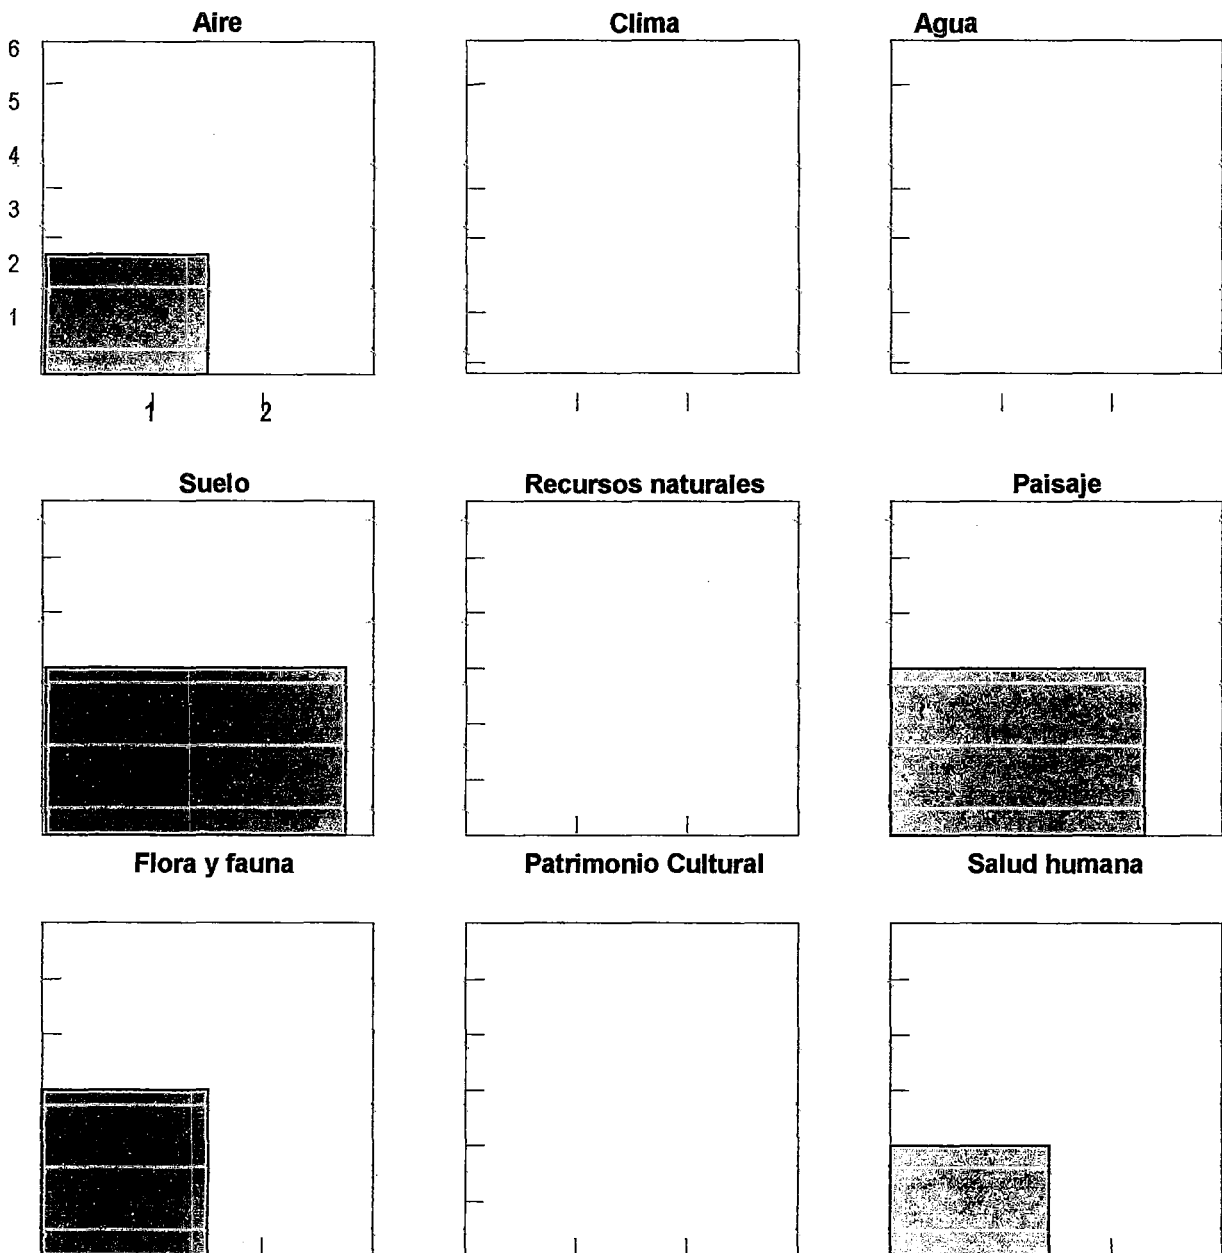 Aire Clima Agua
6
5
4
3
2
1
1 2
Suelo Recursos naturales Paisaje
Flora y fauna Patrimonio Cultural Salud humana